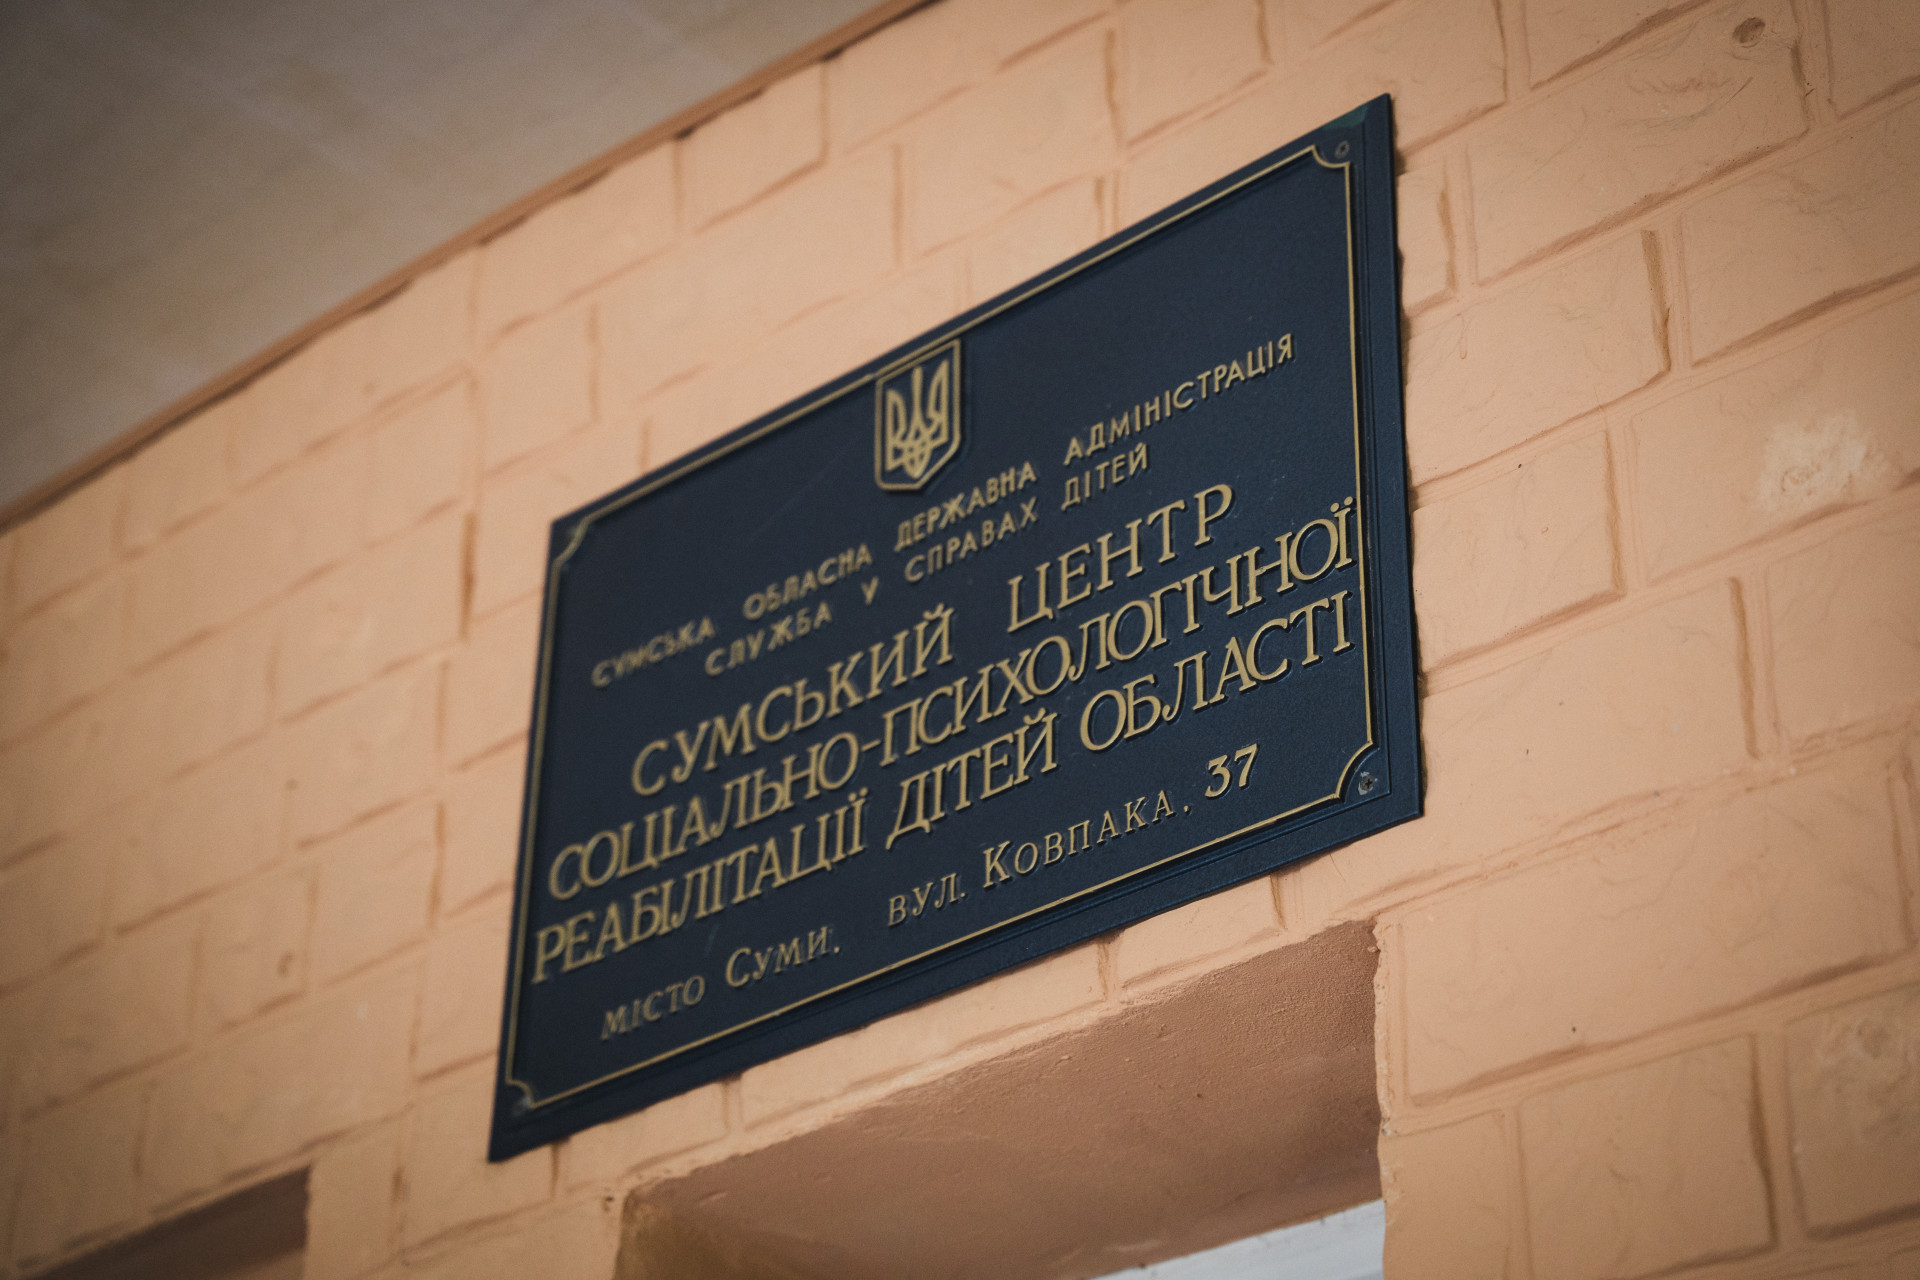 СУМСЬКА ОБЛАСНА ДЕРЖАВНА АДМІНІСТРАЦІЯ
СЛУЖБА У СПРАВАХ ДІТЕЙ
СУМСЬКИЙ ЦЕНТР
СОЦІАЛЬНО-ПСИХОЛОГІЧНОЇ
РЕАБІЛІТАЦІЇ ДІТЕЙ ОБЛАСТІ
МІСТО СУМИ, ВУЛ. КОВПАКА, 37